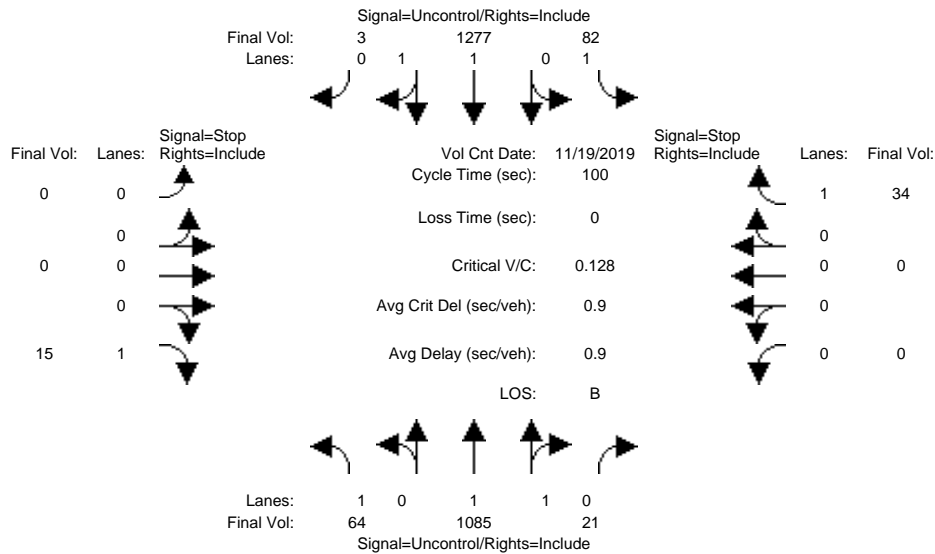 Signal=Uncontrol/Rights=Include
Final Vol: 3 1277 82
Lanes: 0 1 1 0 1
Signal=Stop
Final Vol: Lanes: Rights=Include
Vol Cnt Date: 11/19/2019
Signal=Stop
Rights=Include Lanes: Final Vol:
0 0
Cycle Time (sec): 100
1 34
0
Loss Time (sec): 0
0
0 0
Critical V/C: 0.128
0 0
0
Avg Crit Del (sec/veh): 0.9
0
15 1
Avg Delay (sec/veh): 0.9
0 0
LOS: B
Lanes: 1 0 1 1 0
Final Vol: 64 1085 21
Signal=Uncontrol/Rights=Include